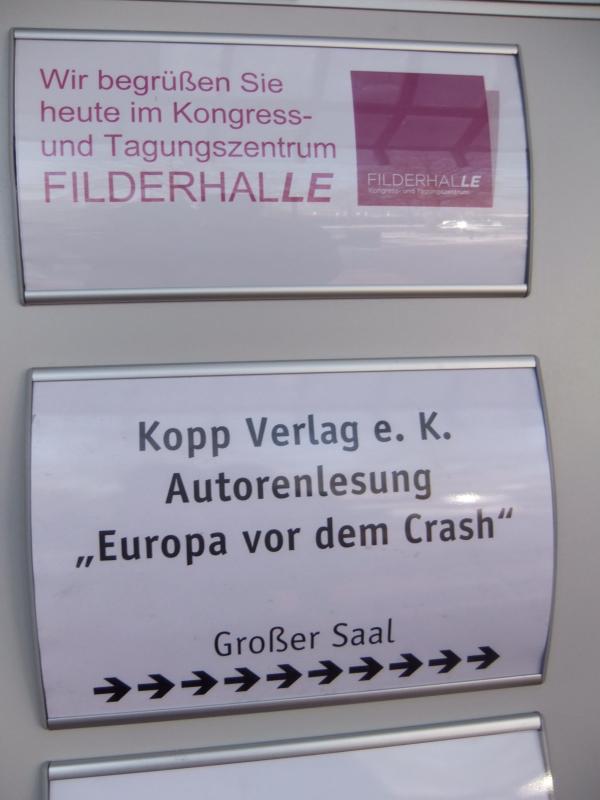 Wir begrüßen Sie
heute im Kongress-
und Tagungszentrum
FILDERHALLE
FILDERHALLE
Kongress- und Tagungszentrum
Kopp Verlag e. K.
Autorenlesung
„Europa vor dem Crash“
Großer Saal
➔➔➔➔➔➔➔➔➔